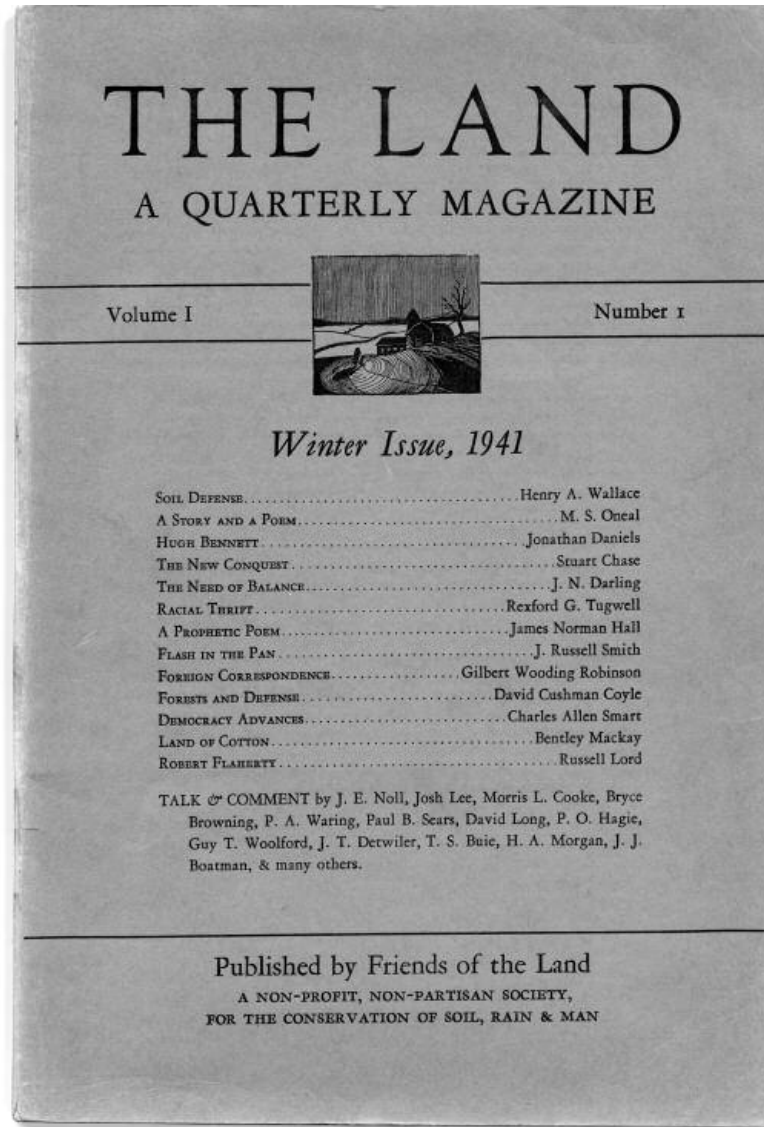 THE LAND
A QUARTERLY MAGAZINE
Volume I
Number 1
Winter Issue, 1941
SOIL DEFENSE....................................Henry A. Wallace
A STORY AND A POEM....................................M. S. Oneal
HUGH BENNETT....................................Jonathan Daniels
THE NEW CONQUEST....................................Stuart Chase
THE NEED OF BALANCE....................................J. N. Darling
RACIAL THRIFT....................................Rexford G. Tugwell
A PROPHETIC POEM................................James Norman Hall
FLASH IN THE PAN....................................J. Russell Smith
FOREIGN CORRESPONDENCE..................Gilbert Wooding Robinson
FORESTS AND DEFENSE...........................David Cushman Coyle
DEMOCRACY ADVANCES.............................Charles Allen Smart
LAND OF COTTON....................................Bentley Mackay
ROBERT FLAHERTY....................................Russell Lord
TALK & COMMENT by J. E. Noll, Josh Lee, Morris L. Cooke, Bryce
Browning, P. A. Waring, Paul B. Sears, David Long, P. O. Hagie,
Guy T. Woolford, J. T. Detwiler, T. S. Buie, H. A. Morgan, J. J.
Boatman, & many others.
Published by Friends of the Land
A NON-PROFIT, NON-PARTISAN SOCIETY,
FOR THE CONSERVATION OF SOIL, RAIN & MAN